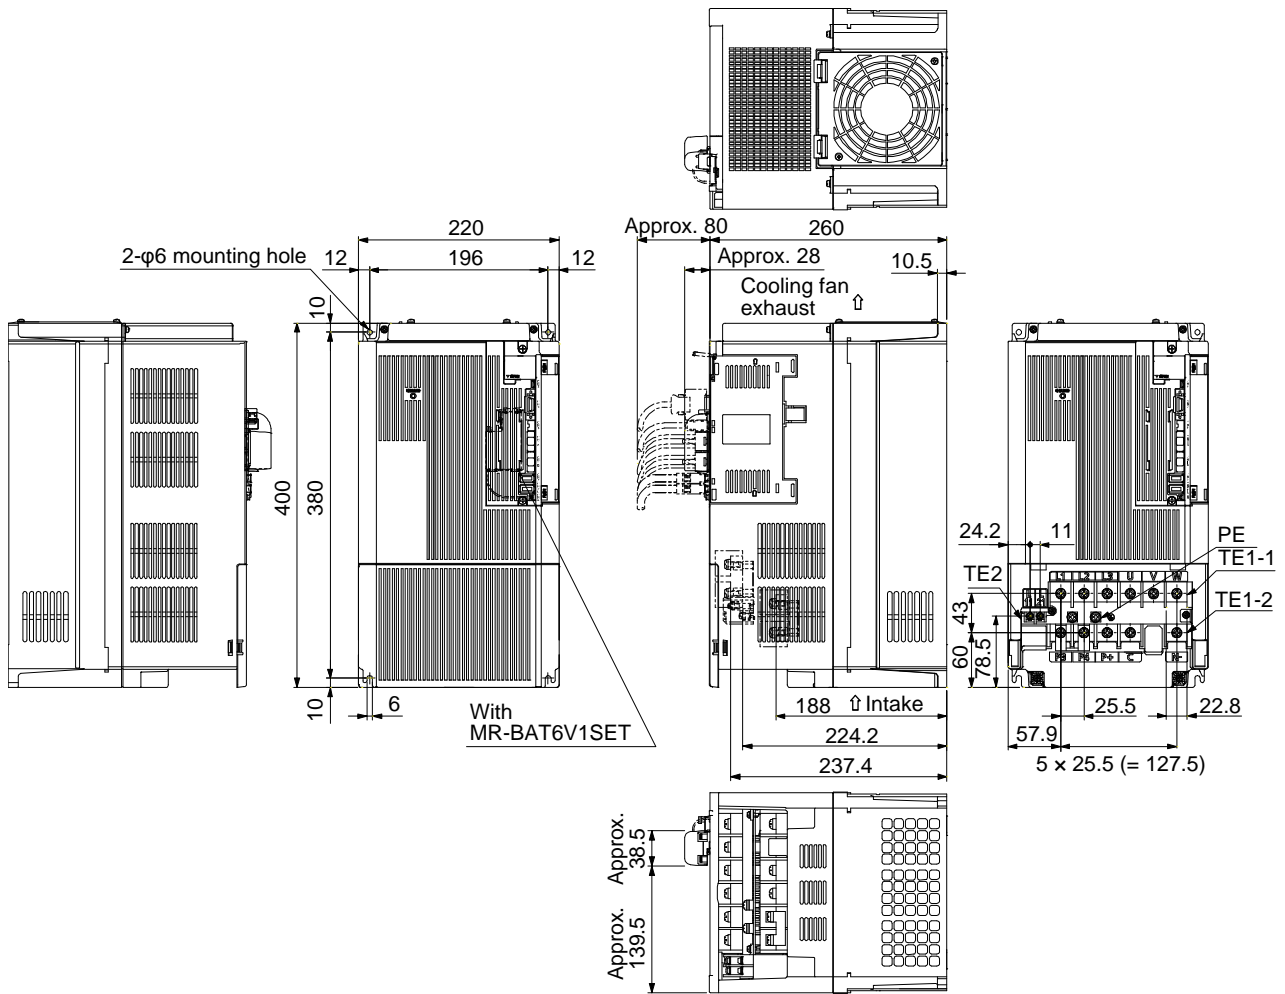 Approx. 80
260
220
2-φ6 mounting hole
12
196
12
Approx. 28
10.5
Cooling fan
exhaust
10
400
380
10
6
With
MR-BAT6V1SET
188
Intake
224.2
237.4
24.2
11
PE
TE1-1
TE2
TE1-2
L1
L2
L3
U
V
W
43
60
78.5
P3
P4
P+
C
N-
25.5
22.8
57.9
5 × 25.5 (= 127.5)
Approx.
38.5
Approx.
139.5